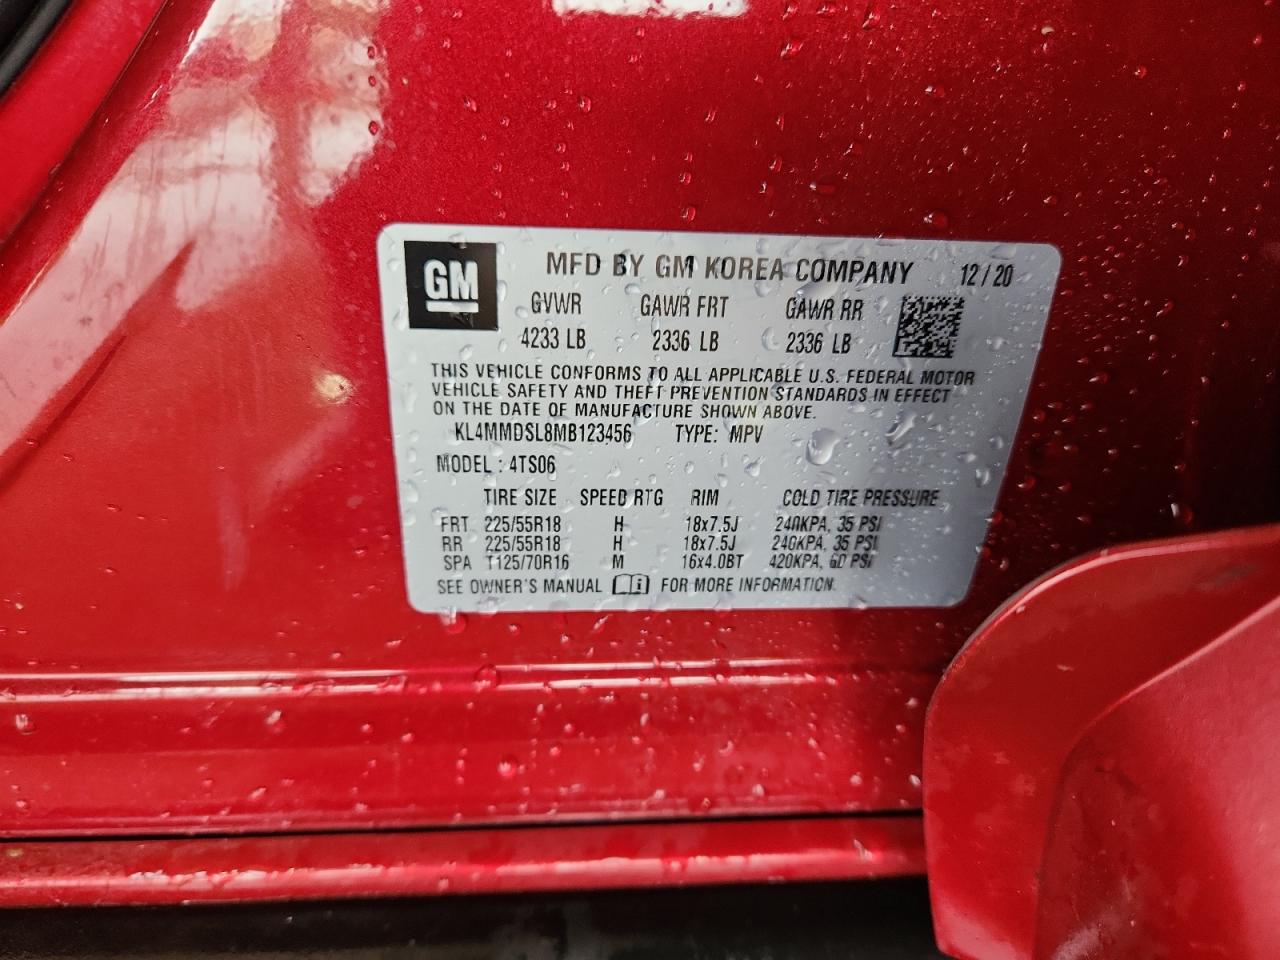 GM MFD BY GM KOREA COMPANY 12/20
GVWR GAWR FRT GAWR RR
4233 LB 2336 LB 2336 LB
THIS VEHICLE CONFORMS TO ALL APPLICABLE U.S. FEDERAL MOTOR
VEHICLE SAFETY AND THEFT PREVENTION STANDARDS IN EFFECT
ON THE DATE OF MANUFACTURE SHOWN ABOVE.
KL4MMDSL8MB123456 TYPE: MPV
MODEL : 4TS06
TIRE SIZE SPEED RTG RIM COLD TIRE PRESSURE
FRT 225/55R18 H 18x7.5J 240KPA, 35 PSI
RR 225/55R18 H 18x7.5J 240KPA, 35 PSI
SPA T125/70R16 M 16x4.0BT 420KPA, 60 PSI
SEE OWNER'S MANUAL FOR MORE INFORMATION.